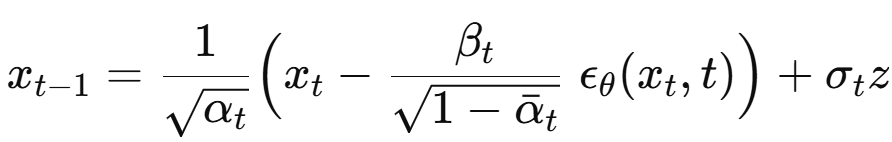 x_{t-1} = \frac{1}{\sqrt{\alpha_t}} \left( x_t - \frac{\beta_t}{\sqrt{1 - \bar{\alpha}_t}} \epsilon_\theta(x_t, t) \right) + \sigma_t z